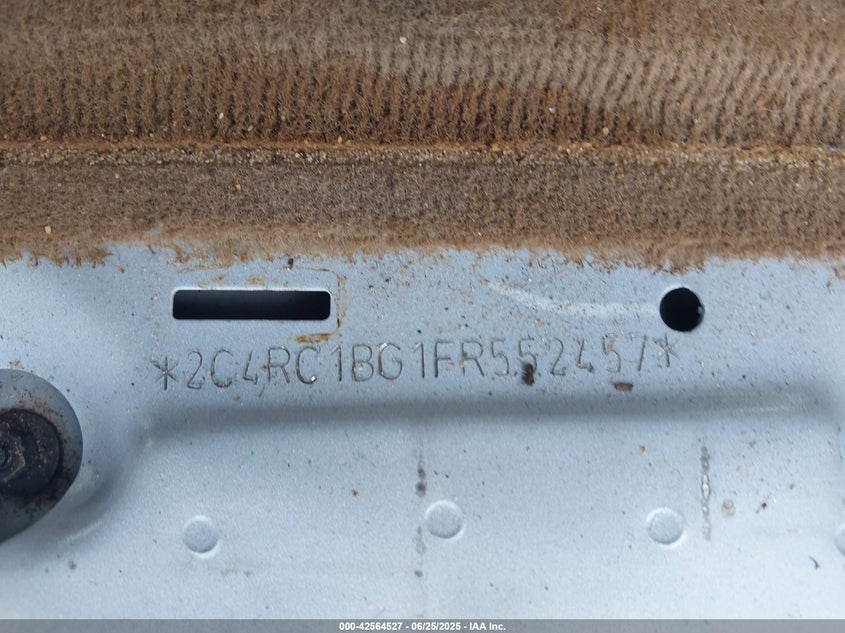 *2C4RC1BG1FR552457*
000-42564527 - 06/25/2025 - IAA Inc.